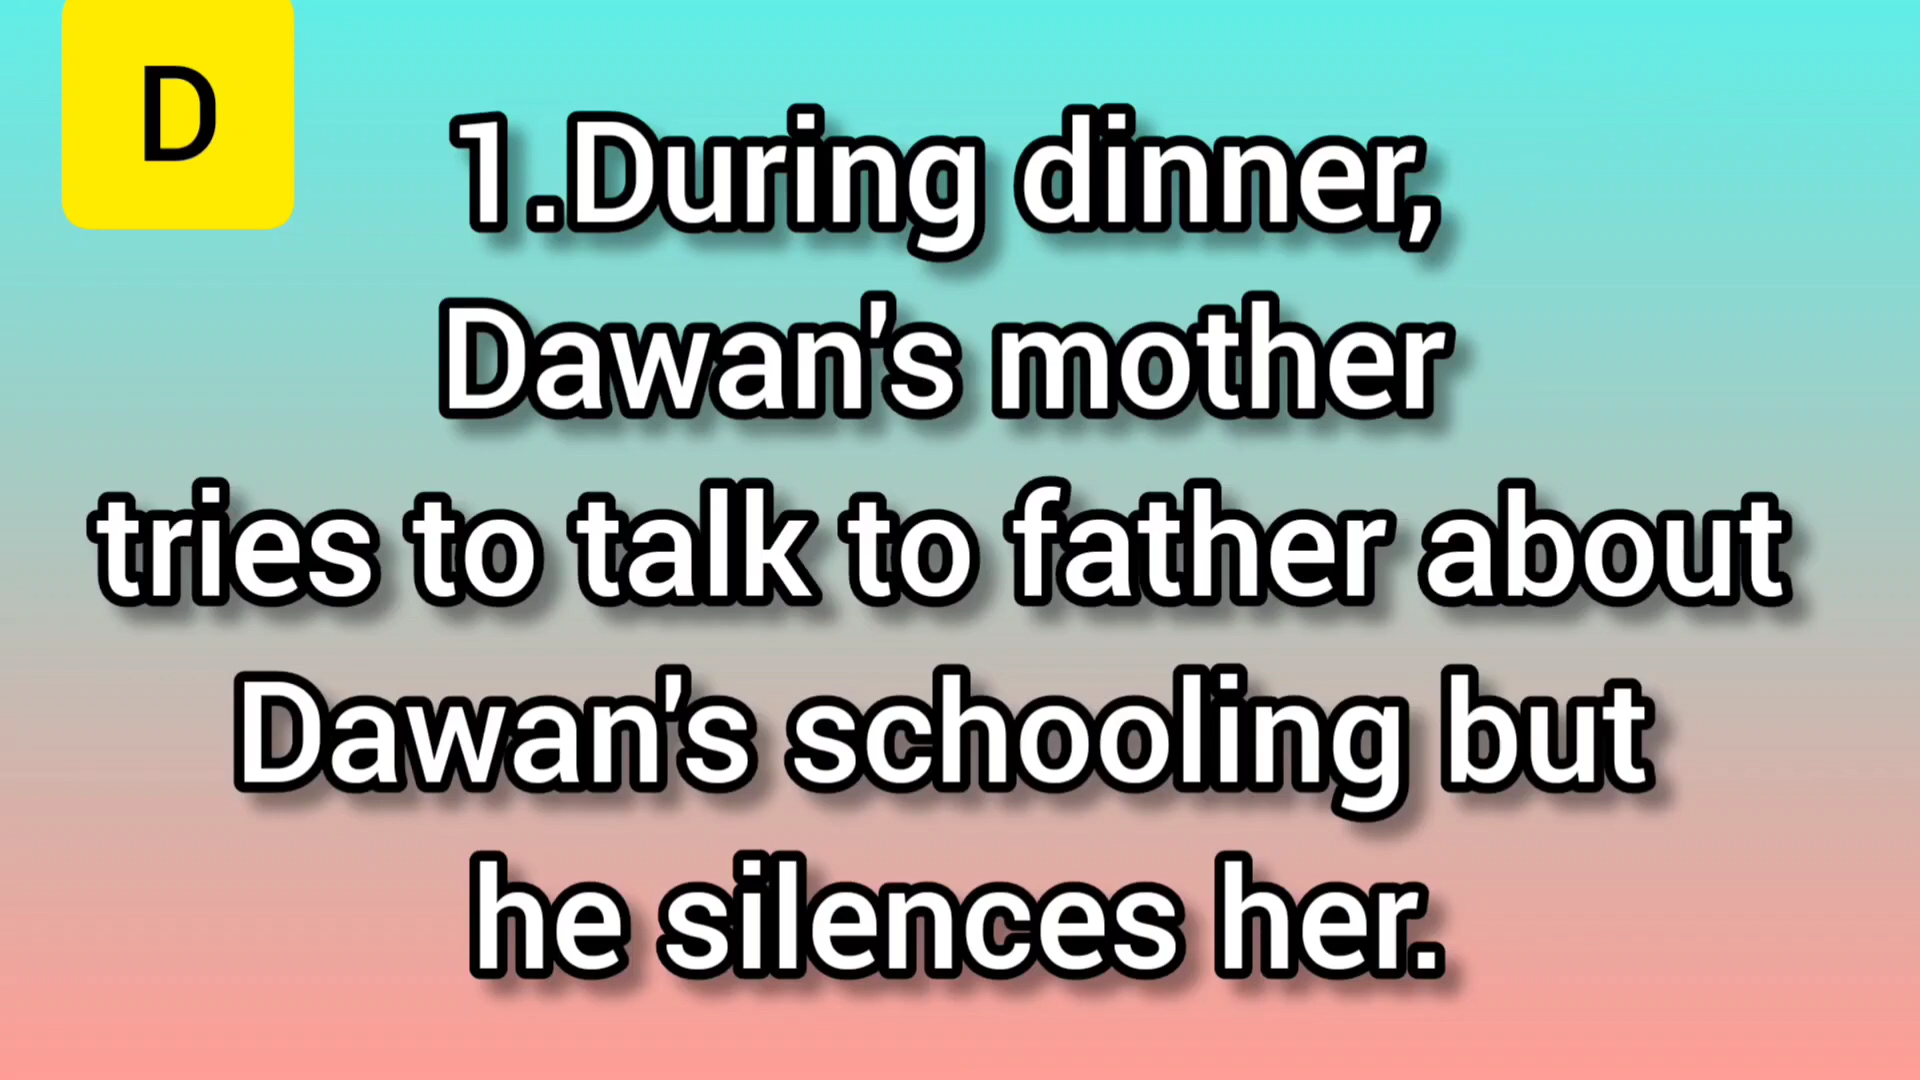 D
1.During dinner,
Dawan's mother
tries to talk to father about
Dawan's schooling but
he silences her.